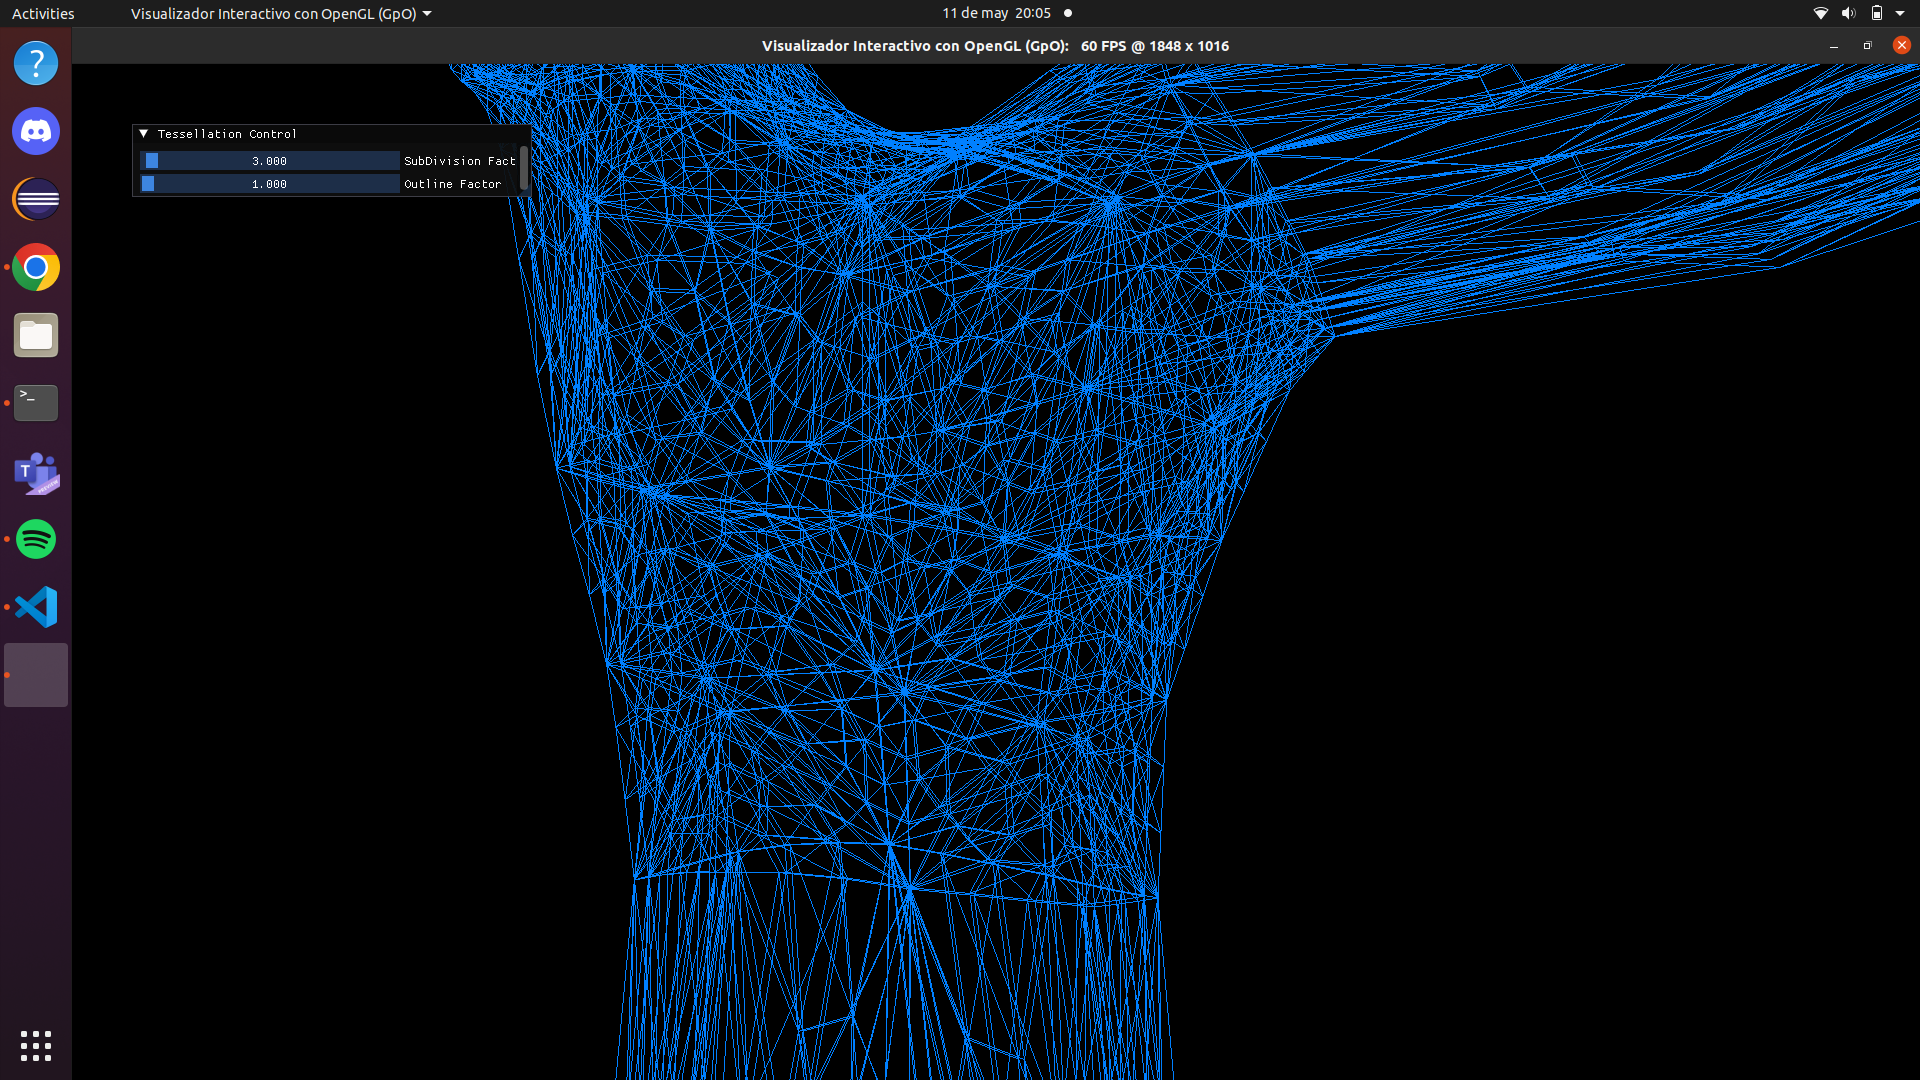 Activities
Visualizador Interactivo con OpenGL (GpO)
11 de may 20:05
Visualizador Interactivo con OpenGL (GpO): 60 FPS @ 1848 x 1016
Tessellation Control
3.000 SubDivision Fact
1.000 Outline Factor
?
>_
T
PREVIEW